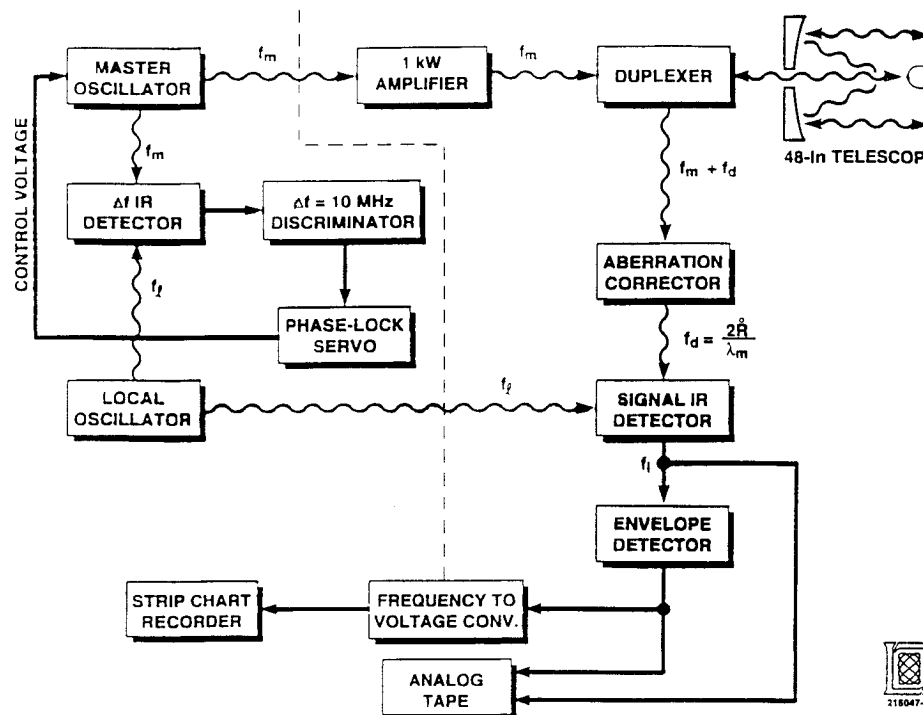 MASTER
OSCILLATOR
f_m
1 kW
AMPLIFIER
f_m
DUPLEXER
48-In TELESCOP
f_m
f_m + f_d
CONTROL VOLTAGE
Δf IR
DETECTOR
Δf = 10 MHz
DISCRIMINATOR
ABERRATION
CORRECTOR
f_ℓ
PHASE-LOCK
SERVO
f_d = 2Ṙ/λ_m
LOCAL
OSCILLATOR
f_ℓ
SIGNAL IR
DETECTOR
f_I
ENVELOPE
DETECTOR
STRIP CHART
RECORDER
FREQUENCY TO
VOLTAGE CONV.
ANALOG
TAPE